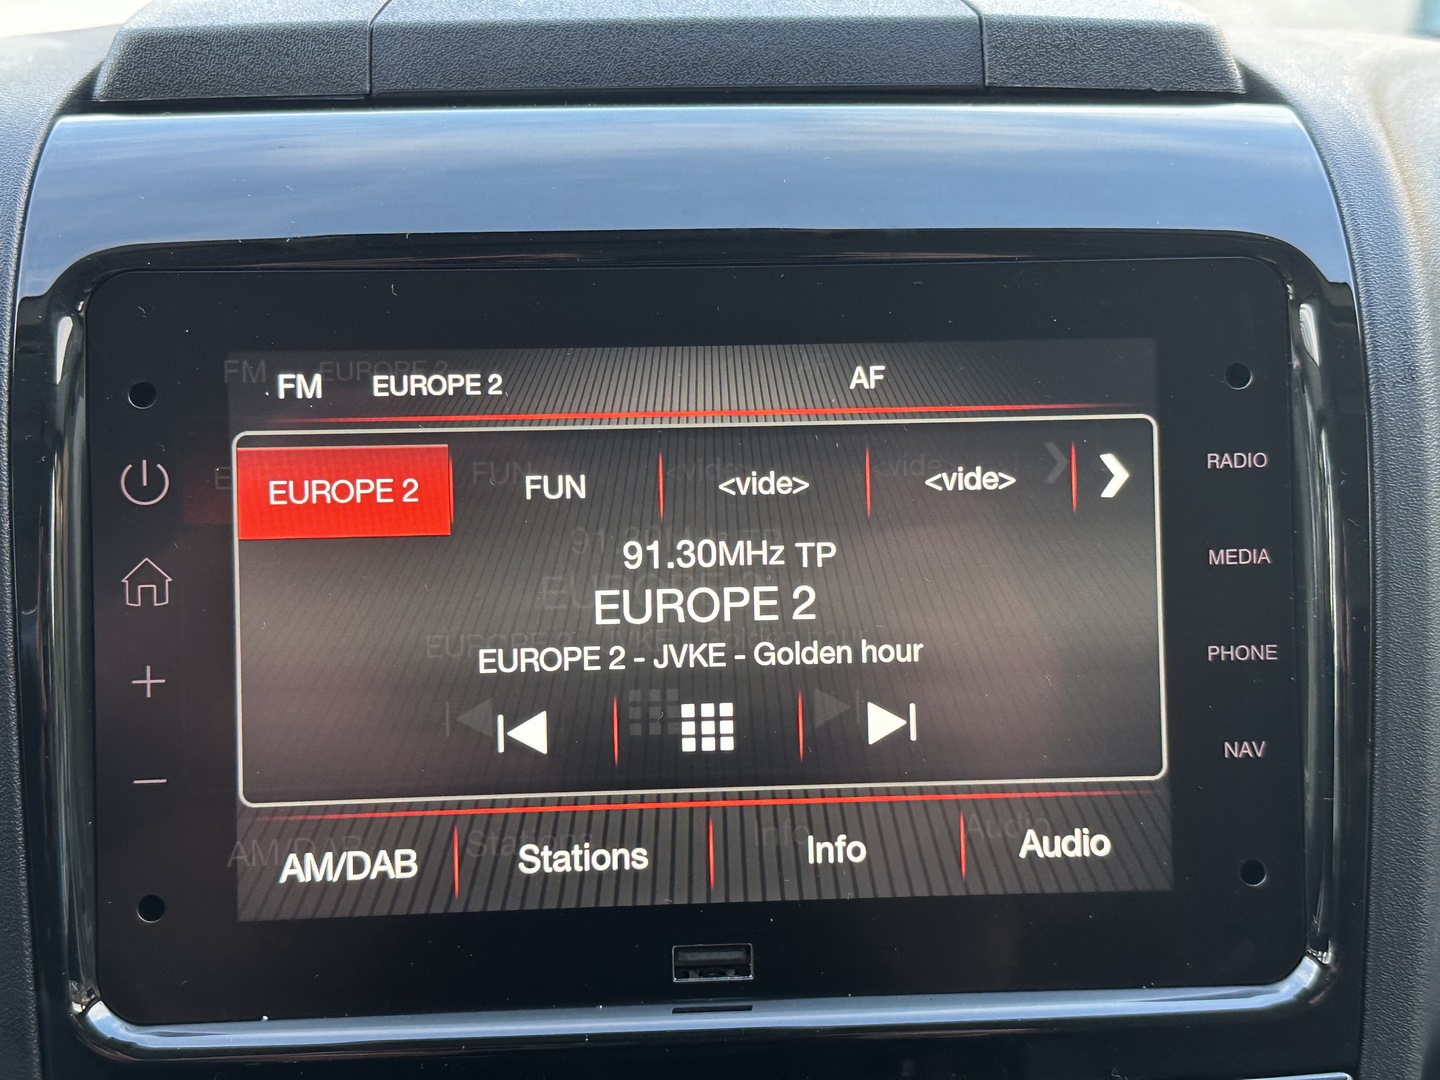 FM EUROPE 2 AF
EUROPE 2 FUN <vide> <vide>
91.30MHz TP
EUROPE 2
EUROPE 2 - JVKE - Golden hour
AM/DAB Stations Info Audio
RADIO
MEDIA
PHONE
NAV